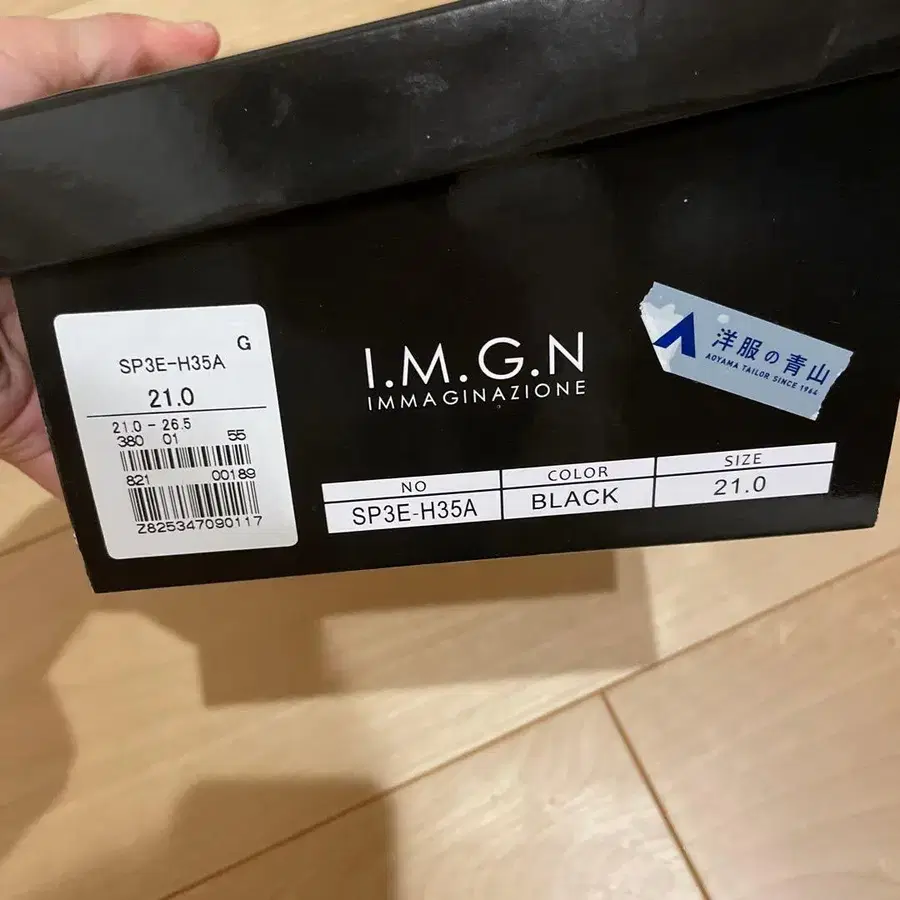 G
SP3E-H35A
21.0
21.0 - 26.5
380 01 55
821 00189
Z825347090117
I.M.G.N
IMMAGINAZIONE
洋服の青山
AOYAMA TAILOR SINCE 1964
NO COLOR SIZE
SP3E-H35A BLACK 21.0